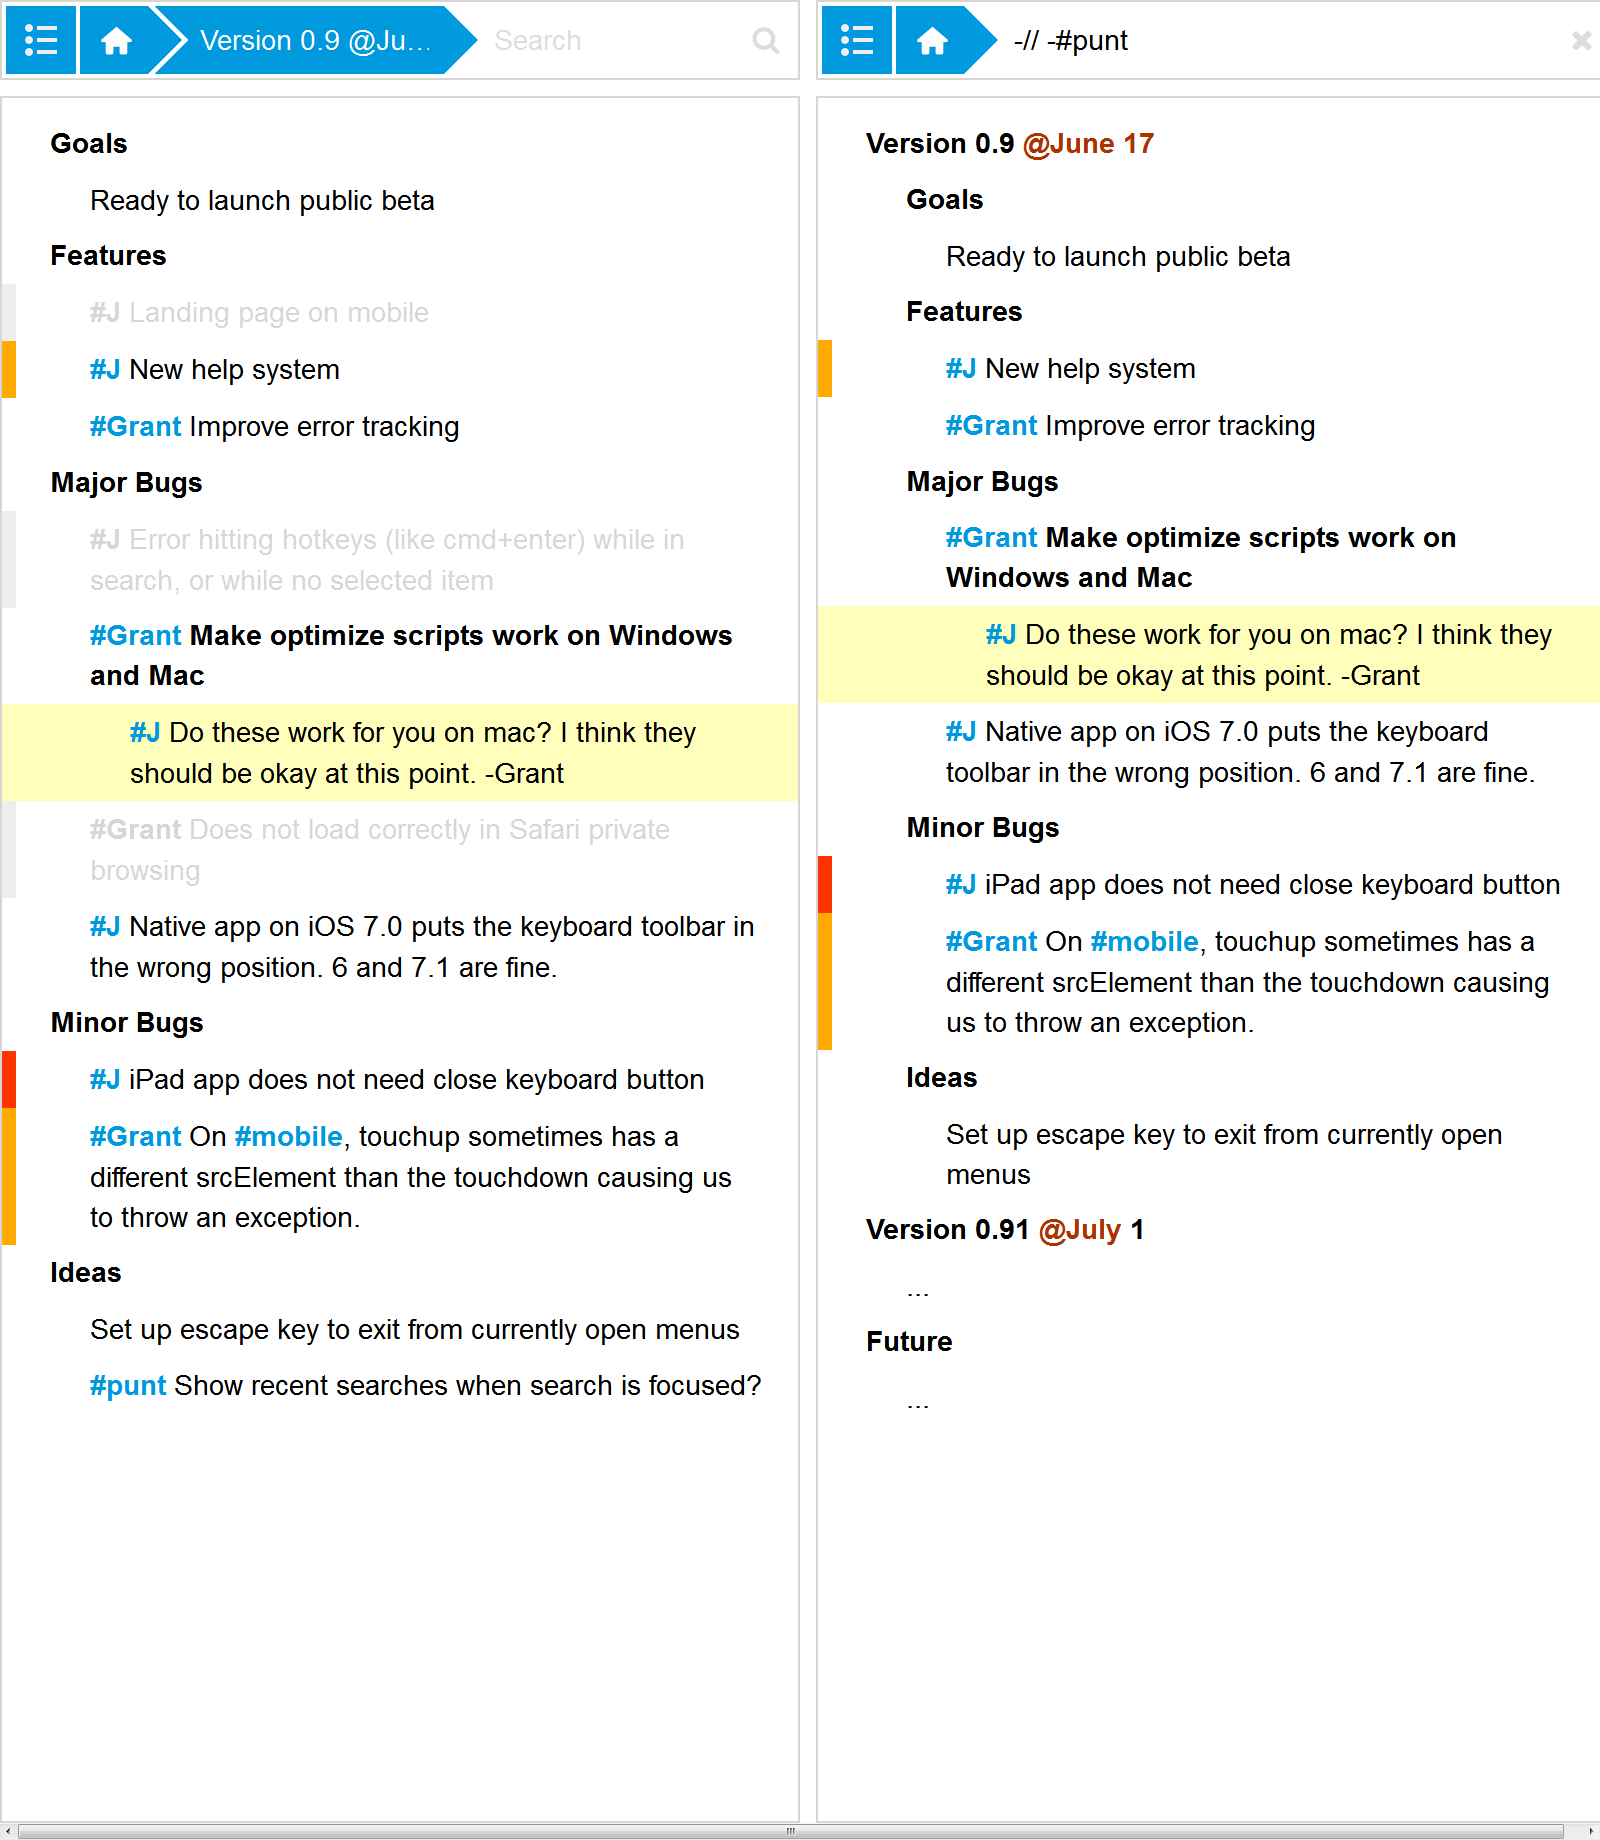 Version 0.9 @Ju...
Search
Goals
Ready to launch public beta
Features
#J Landing page on mobile
#J New help system
#Grant Improve error tracking
Major Bugs
#J Error hitting hotkeys (like cmd+enter) while in
search, or while no selected item
#Grant Make optimize scripts work on Windows
and Mac
#J Do these work for you on mac? I think they
should be okay at this point. -Grant
#Grant Does not load correctly in Safari private
browsing
#J Native app on iOS 7.0 puts the keyboard toolbar in
the wrong position. 6 and 7.1 are fine.
Minor Bugs
#J iPad app does not need close keyboard button
#Grant On #mobile, touchup sometimes has a
different srcElement than the touchdown causing us
to throw an exception.
Ideas
Set up escape key to exit from currently open menus
#punt Show recent searches when search is focused?
-// -#punt
Version 0.9 @June 17
Goals
Ready to launch public beta
Features
#J New help system
#Grant Improve error tracking
Major Bugs
#Grant Make optimize scripts work on
Windows and Mac
#J Do these work for you on mac? I think they
should be okay at this point. -Grant
#J Native app on iOS 7.0 puts the keyboard
toolbar in the wrong position. 6 and 7.1 are fine.
Minor Bugs
#J iPad app does not need close keyboard button
#Grant On #mobile, touchup sometimes has a
different srcElement than the touchdown causing
us to throw an exception.
Ideas
Set up escape key to exit from currently open
menus
Version 0.91 @July 1
...
Future
...